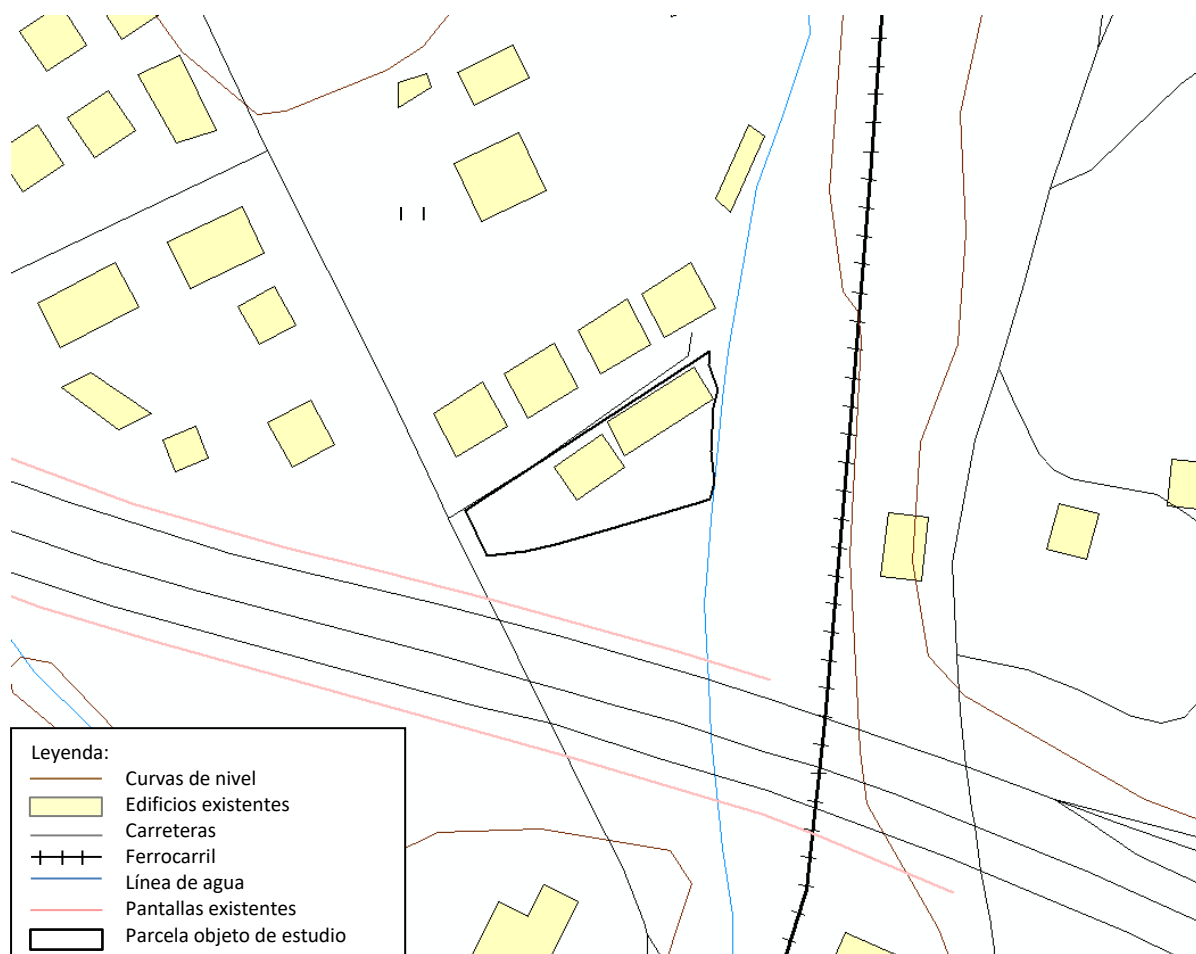 Leyenda:
Curvas de nivel
Edificios existentes
Carreteras
Ferrocarril
Línea de agua
Pantallas existentes
Parcela objeto de estudio